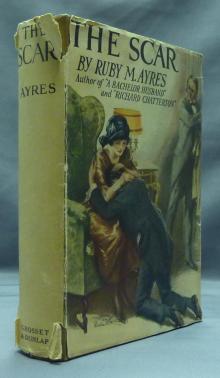 THE
SCAR
AYRES
GROSSET
& DUNLAP
THE SCAR
BY RUBY M. AYRES
Author of "A BACHELOR HUSBAND"
and "RICHARD CHATTERTON"